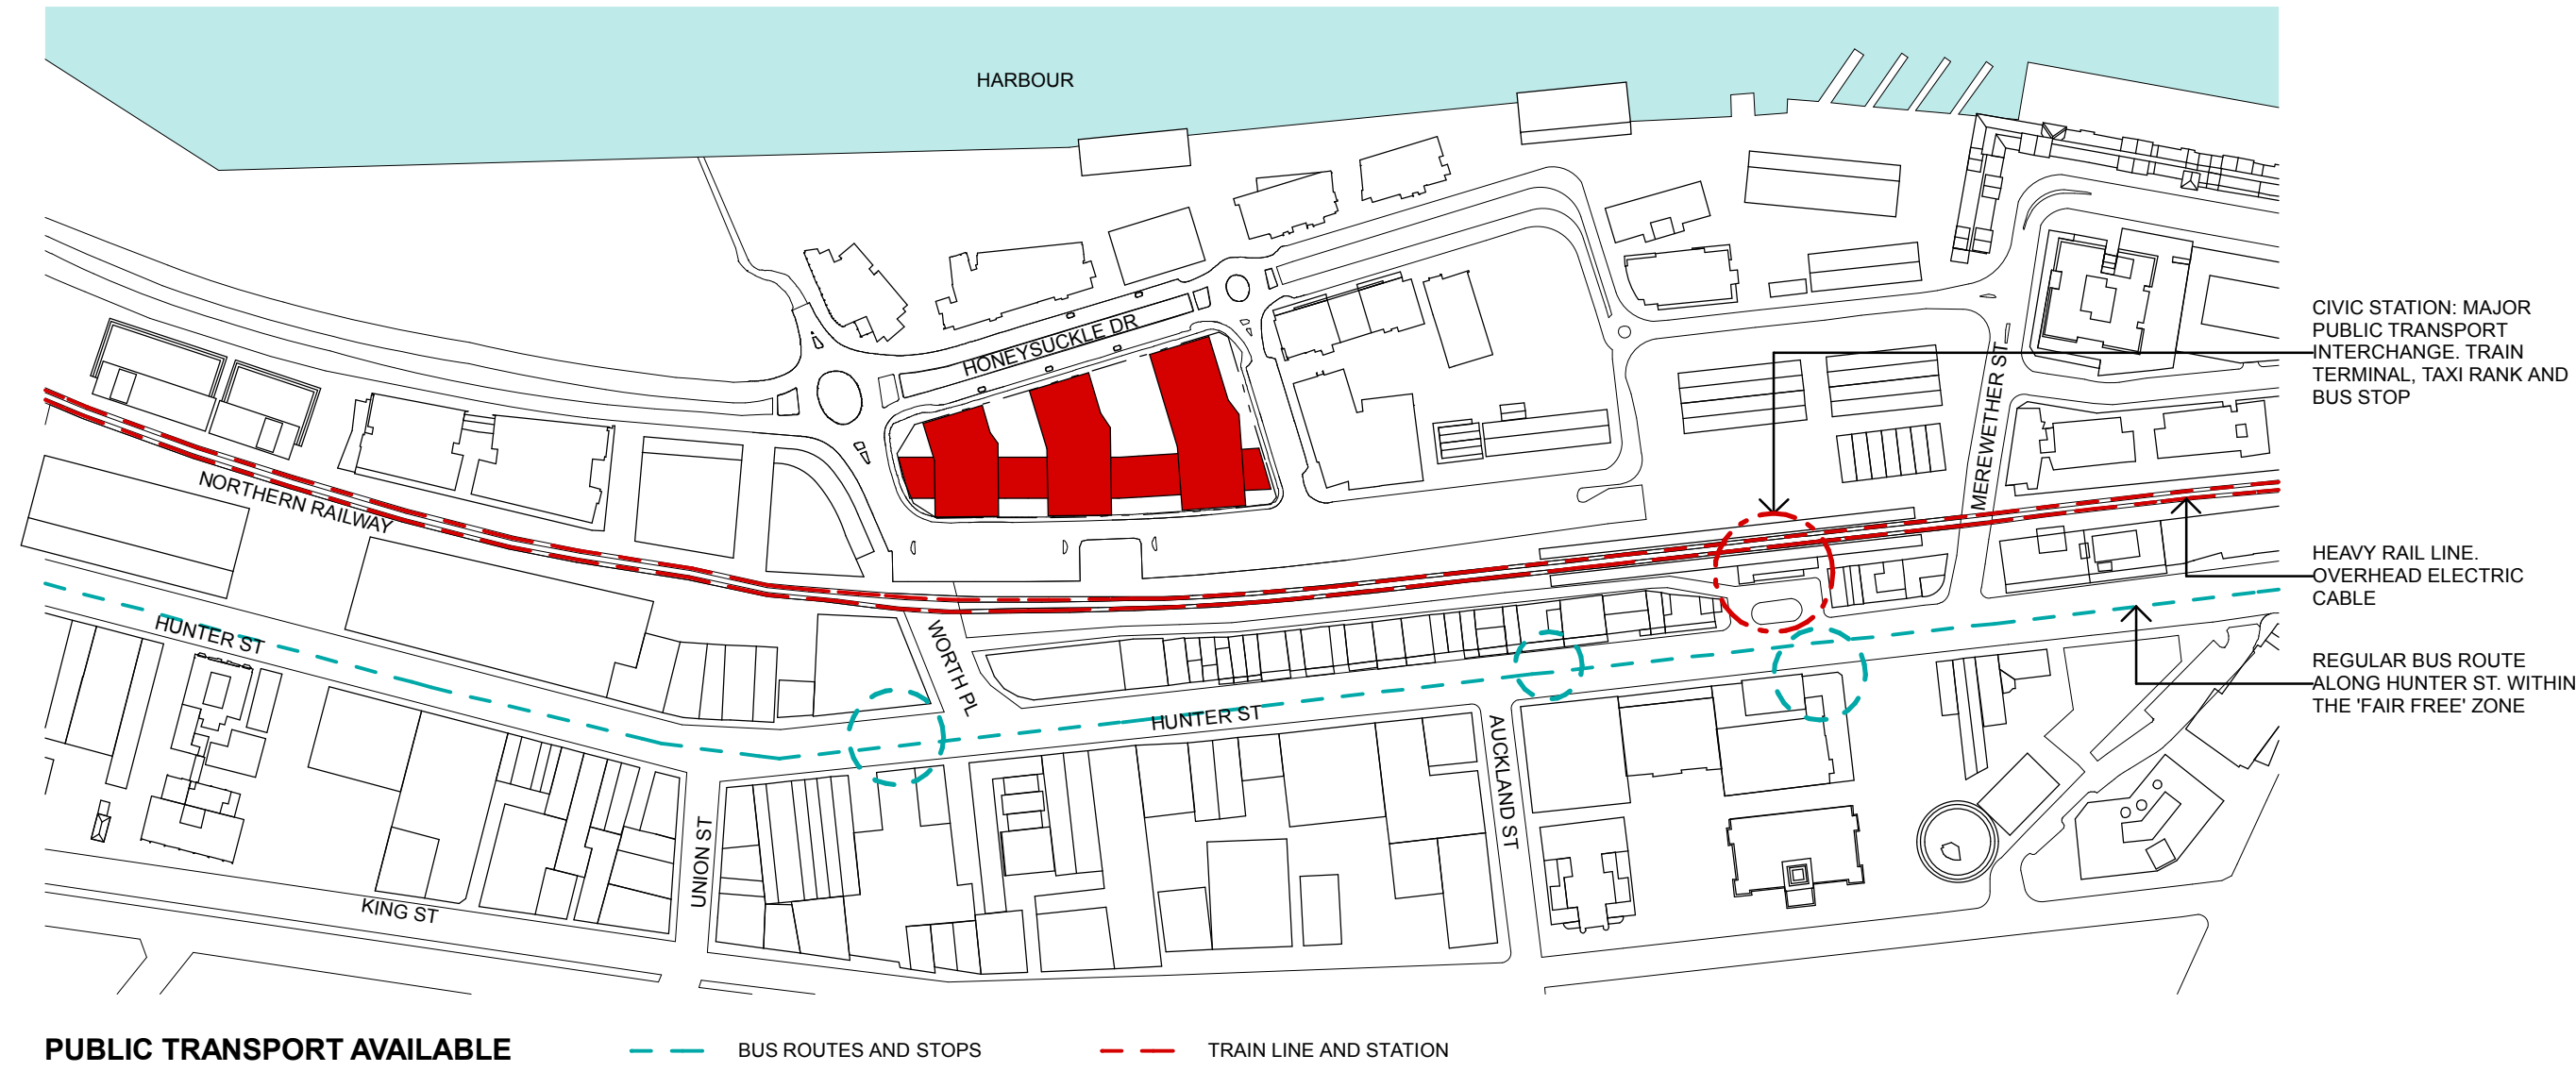 HARBOUR
HONEYSUCKLE DR
CIVIC STATION: MAJOR
PUBLIC TRANSPORT
INTERCHANGE. TRAIN
TERMINAL, TAXI RANK AND
BUS STOP
MEREWETHER ST
NORTHERN RAILWAY
HEAVY RAIL LINE.
OVERHEAD ELECTRIC
CABLE
HUNTER ST
WORTH PL
REGULAR BUS ROUTE
ALONG HUNTER ST. WITHIN
THE 'FAIR FREE' ZONE
HUNTER ST
AUCKLAND ST
UNION ST
KING ST
PUBLIC TRANSPORT AVAILABLE
BUS ROUTES AND STOPS
TRAIN LINE AND STATION